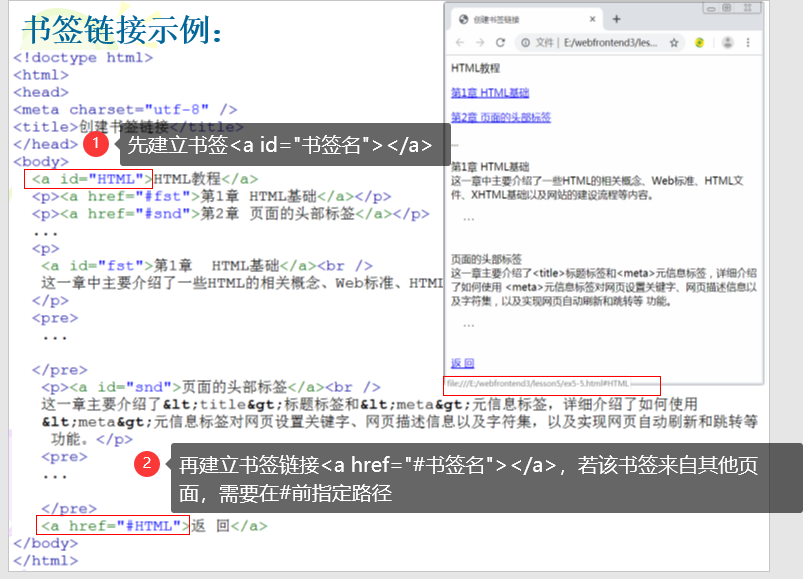 书签链接示例：
<!doctype html>
<html>
<head>
<meta charset="utf-8" />
<title>创建书签链接</title>
</head>
1 先建立书签<a id="书签名"></a>
<body>
<a id="HTML">HTML教程</a>
<p><a href="#fst">第1章 HTML基础</a></p>
<p><a href="#snd">第2章 页面的头部标签</a></p>
...
<p>
<a id="fst">第1章  HTML基础</a><br />
这一章中主要介绍了一些HTML的相关概念、Web标准、HTML
</p>
<pre>
...
</pre>
<p><a id="snd">页面的头部标签</a><br />
这一章主要介绍了&lt;title&gt;标题标签和&lt;meta&gt;元信息标签，详细介绍了如何使用
&lt;meta&gt;元信息标签对网页设置关键字、网页描述信息以及字符集，以及实现网页自动刷新和跳转等
功能。</p>
<pre>
2 再建立书签链接<a href="#书签名"></a>，若该书签来自其他页
面，需要在#前指定路径
...
</pre>
<a href="#HTML">返 回</a>
</body>
</html>
创建书签链接
文件 | E:/webfrontend3/les...
HTML教程
第1章 HTML基础
第2章 页面的头部标签
...
第1章 HTML基础
这一章中主要介绍了一些HTML的相关概念、Web标准、HTML文
件、XHTML基础以及网站的建设流程等内容。
...
页面的头部标签
这一章主要介绍了<title>标题标签和<meta>元信息标签，详细介绍
了如何使用 <meta>元信息标签对网页设置关键字、网页描述信息以
及字符集，以及实现网页自动刷新和跳转等 功能。
...
返 回
file:///E:/webfrontend3/lesson5/ex5-5.html#HTML